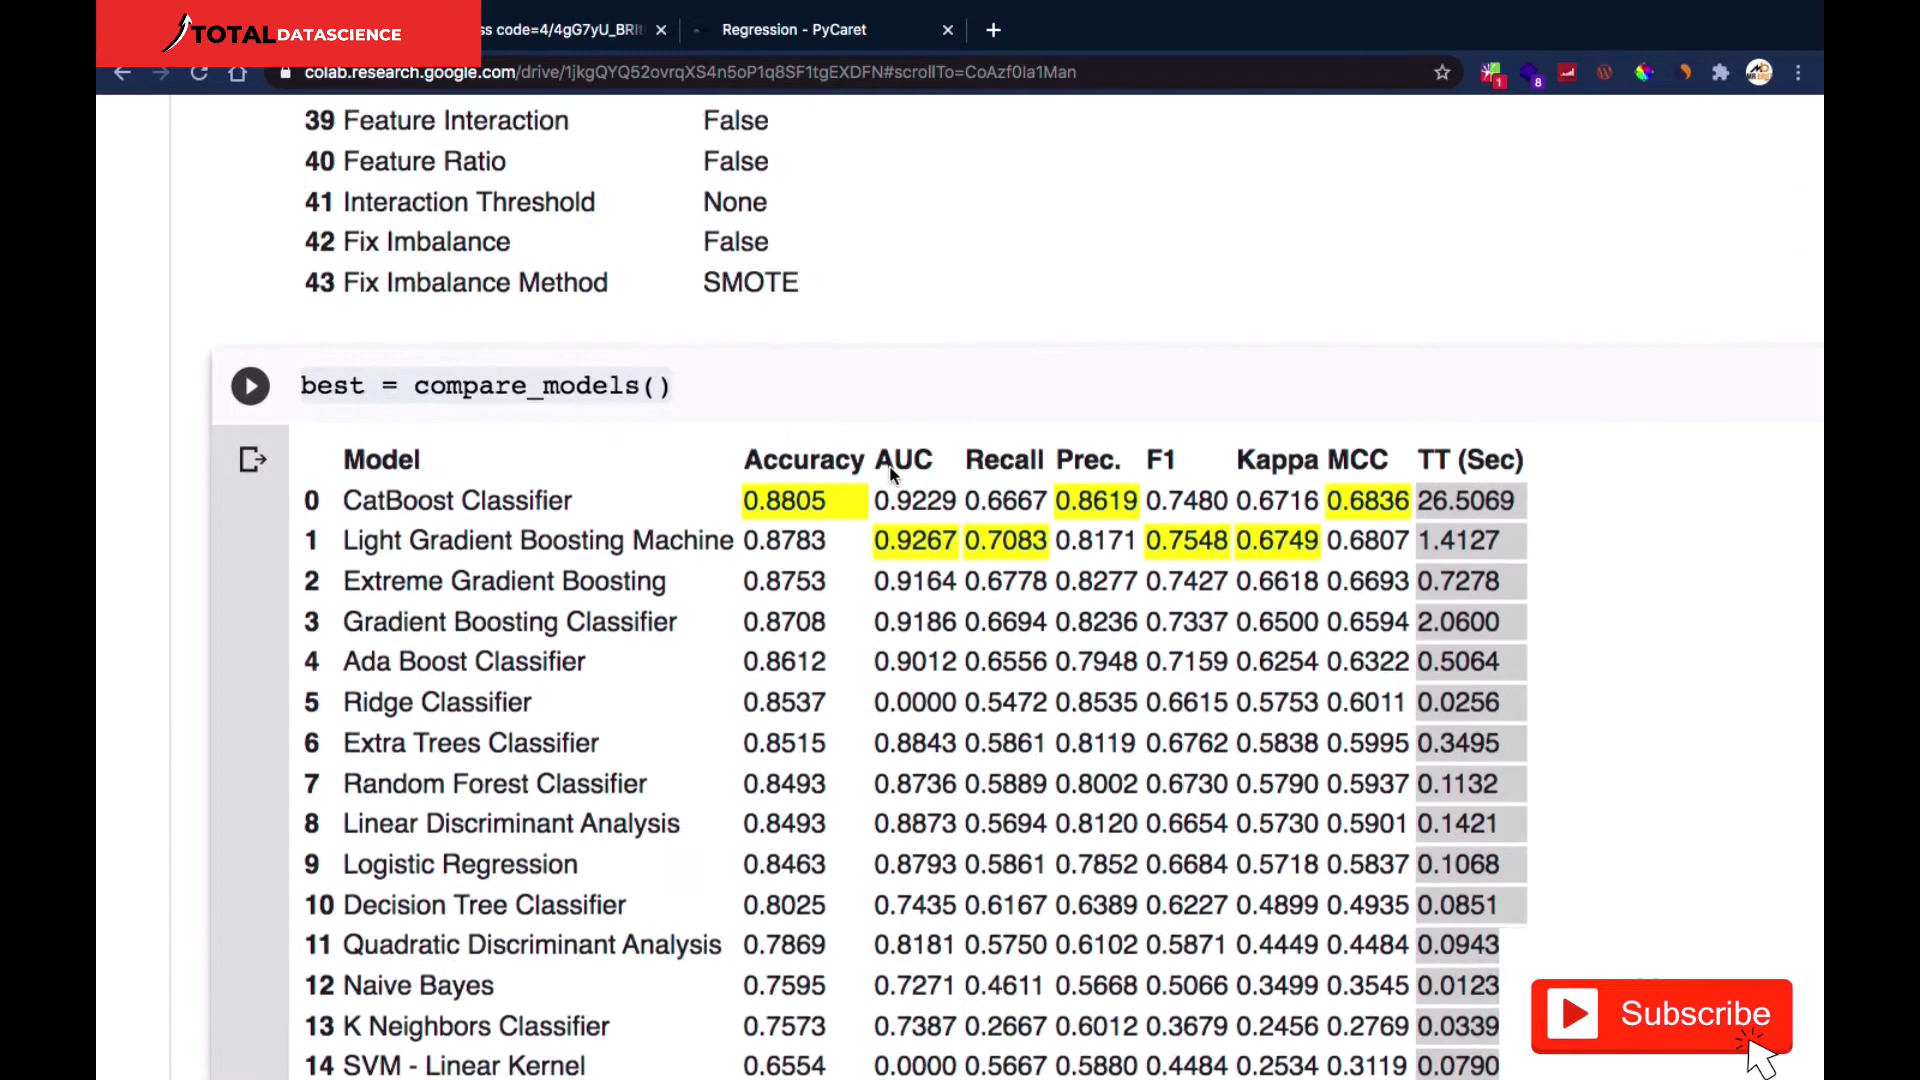 TOTAL DATASCIENCE
ss code=4/4gG7yU_BRIt
Regression - PyCaret
colab.research.google.com/drive/1jkgQYQ52ovrqXS4n5oP1q8SF1tgEXDFN#scrollTo=CoAzf0Ia1Man
1
8
39 Feature Interaction False
40 Feature Ratio False
41 Interaction Threshold None
42 Fix Imbalance False
43 Fix Imbalance Method SMOTE
best = compare_models()
Model Accuracy AUC Recall Prec. F1 Kappa MCC TT (Sec)
0 CatBoost Classifier 0.8805 0.9229 0.6667 0.8619 0.7480 0.6716 0.6836 26.5069
1 Light Gradient Boosting Machine 0.8783 0.9267 0.7083 0.8171 0.7548 0.6749 0.6807 1.4127
2 Extreme Gradient Boosting 0.8753 0.9164 0.6778 0.8277 0.7427 0.6618 0.6693 0.7278
3 Gradient Boosting Classifier 0.8708 0.9186 0.6694 0.8236 0.7337 0.6500 0.6594 2.0600
4 Ada Boost Classifier 0.8612 0.9012 0.6556 0.7948 0.7159 0.6254 0.6322 0.5064
5 Ridge Classifier 0.8537 0.0000 0.5472 0.8535 0.6615 0.5753 0.6011 0.0256
6 Extra Trees Classifier 0.8515 0.8843 0.5861 0.8119 0.6762 0.5838 0.5995 0.3495
7 Random Forest Classifier 0.8493 0.8736 0.5889 0.8002 0.6730 0.5790 0.5937 0.1132
8 Linear Discriminant Analysis 0.8493 0.8873 0.5694 0.8120 0.6654 0.5730 0.5901 0.1421
9 Logistic Regression 0.8463 0.8793 0.5861 0.7852 0.6684 0.5718 0.5837 0.1068
10 Decision Tree Classifier 0.8025 0.7435 0.6167 0.6389 0.6227 0.4899 0.4935 0.0851
11 Quadratic Discriminant Analysis 0.7869 0.8181 0.5750 0.6102 0.5871 0.4449 0.4484 0.0943
12 Naive Bayes 0.7595 0.7271 0.4611 0.5668 0.5066 0.3499 0.3545 0.0123
13 K Neighbors Classifier 0.7573 0.7387 0.2667 0.6012 0.3679 0.2456 0.2769 0.0339
14 SVM - Linear Kernel 0.6554 0.0000 0.5667 0.5880 0.4484 0.2534 0.3119 0.0790
Subscribe